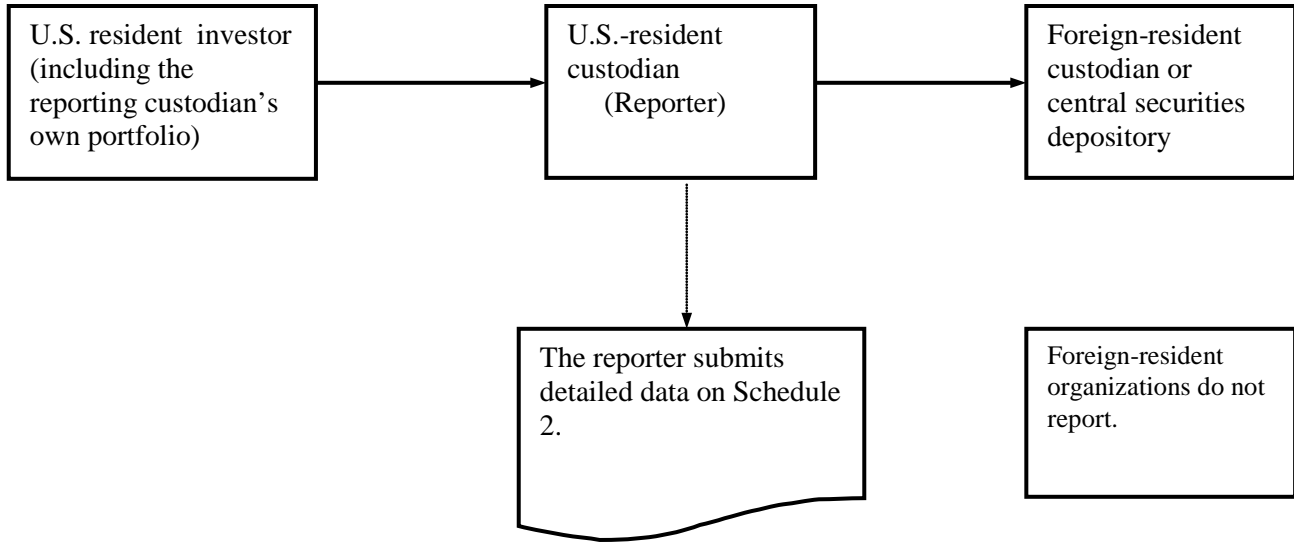 U.S. resident  investor
(including the
reporting custodian’s
own portfolio)
U.S.-resident
custodian
(Reporter)
Foreign-resident
custodian or
central securities
depository
The reporter submits
detailed data on Schedule
2.
Foreign-resident
organizations do not
report.